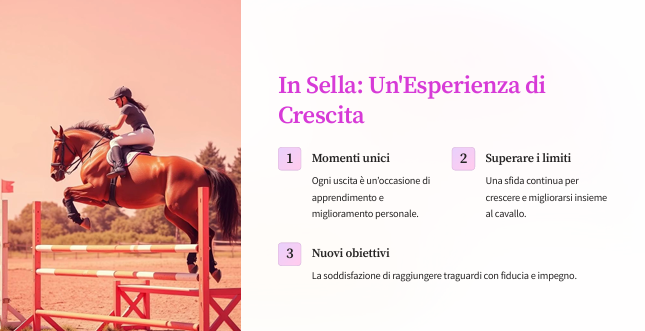 In Sella: Un'Esperienza di
Crescita
1 Momenti unici
Ogni uscita è un'occasione di
apprendimento e
miglioramento personale.
2 Superare i limiti
Una sfida continua per
crescere e migliorarsi insieme
al cavallo.
3 Nuovi obiettivi
La soddisfazione di raggiungere traguardi con fiducia e impegno.